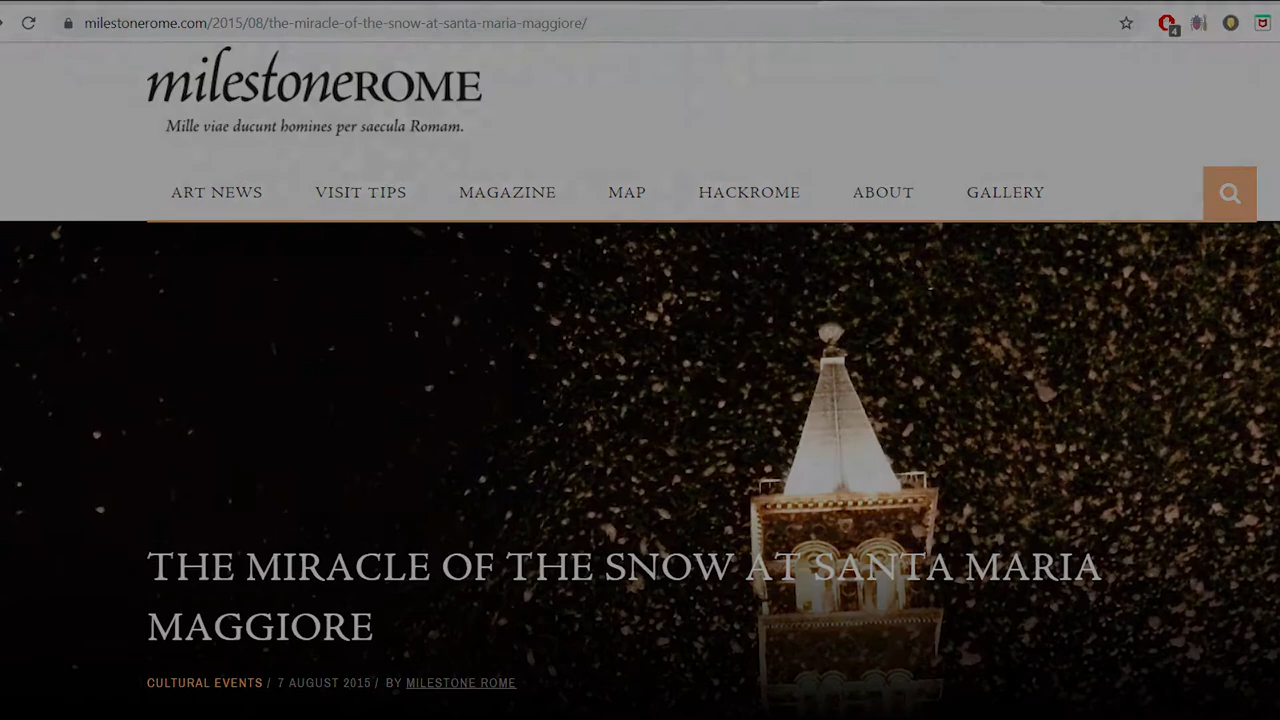 milestonerome.com/2015/08/the-miracle-of-the-snow-at-santa-maria-maggiore/
4
milestoneROME
Mille viae ducunt homines per saecula Romam.
ART NEWS VISIT TIPS MAGAZINE MAP HACKROME ABOUT GALLERY
THE MIRACLE OF THE SNOW AT SANTA MARIA
MAGGIORE
CULTURAL EVENTS / 7 AUGUST 2015 / BY MILESTONE ROME